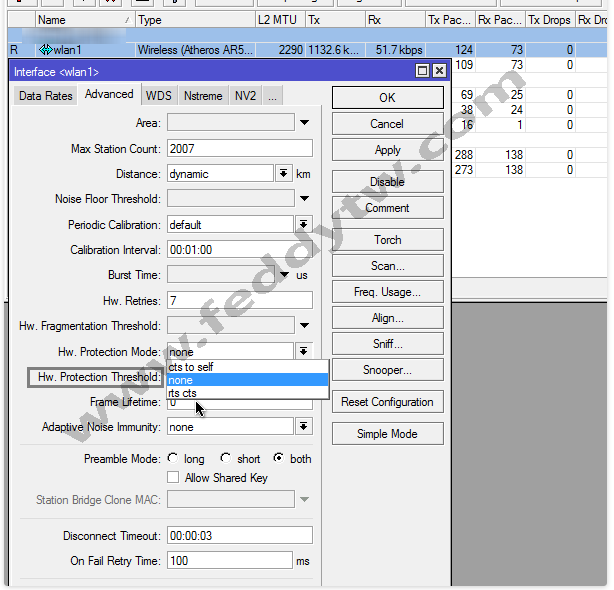 Name / Type L2 MTU Tx Rx Tx Pac... Rx Pac... Tx Drops Rx Dr
R wlan1 Wireless (Atheros AR5... 2290 1132.6 k... 51.7 kbps 124 73 0
Interface <wlan1>
109 73 0
69 25 0
38 24 0
16 1 0
288 138 0
273 138 0
Data Rates Advanced WDS Nstreme NV2 ...
Area:
Max Station Count: 2007
Distance: dynamic km
Noise Floor Threshold:
Periodic Calibration: default
Calibration Interval: 00:01:00
Burst Time: us
Hw. Retries: 7
Hw. Fragmentation Threshold:
Hw. Protection Mode: none
cts to self
Hw. Protection Threshold:
none
rts cts
Frame Lifetime: 0
Adaptive Noise Immunity: none
Preamble Mode: long short both
Allow Shared Key
Station Bridge Clone MAC:
Disconnect Timeout: 00:00:03
On Fail Retry Time: 100 ms
OK
Cancel
Apply
Disable
Comment
Torch
Scan...
Freq. Usage...
Align...
Sniff...
Snooper...
Reset Configuration
Simple Mode
www.feddytw.com